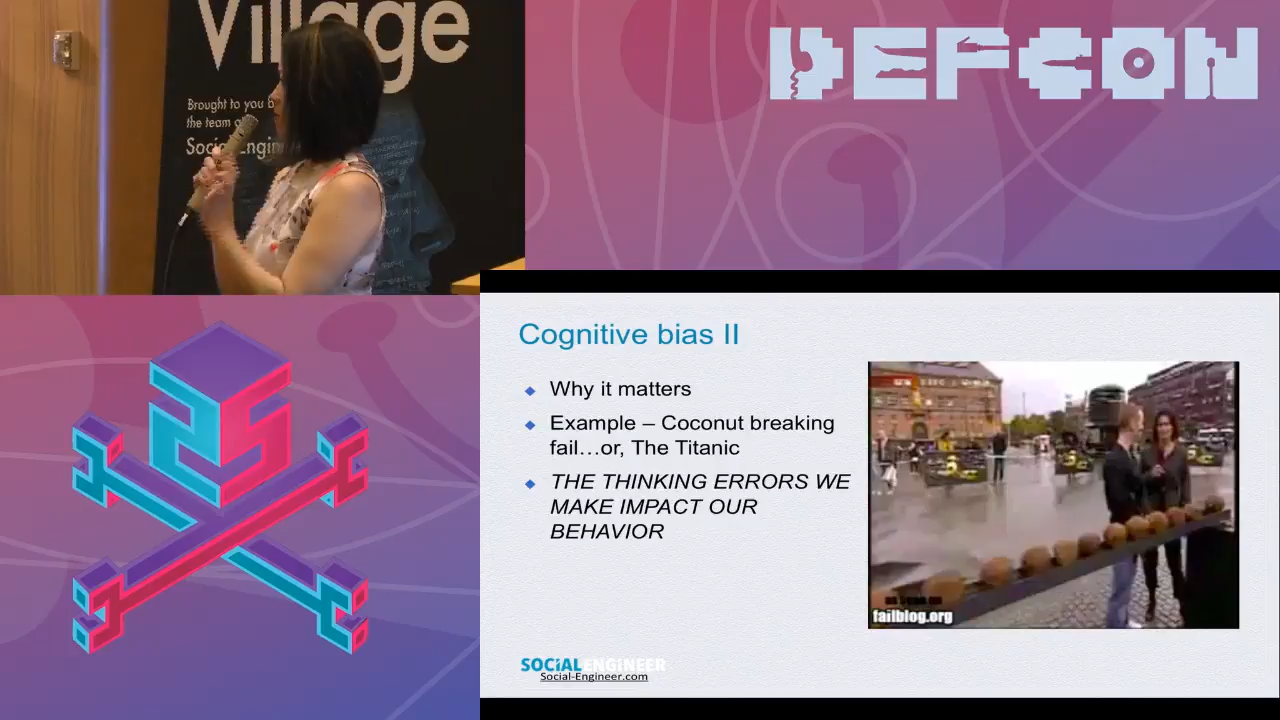 Village
Brought to you b
the team a
Social-Engin
DEFCON
Cognitive bias II
Why it matters
Example – Coconut breaking
fail…or, The Titanic
THE THINKING ERRORS WE
MAKE IMPACT OUR
BEHAVIOR
failblog.org
SOCIAL-ENGINEER
Social-Engineer.com